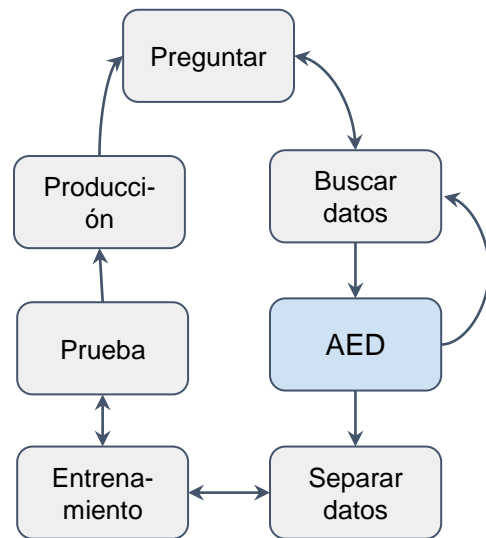 Preguntar
Buscar
datos
AED
Separar
datos
Entrena-
miento
Prueba
Producci-
ón